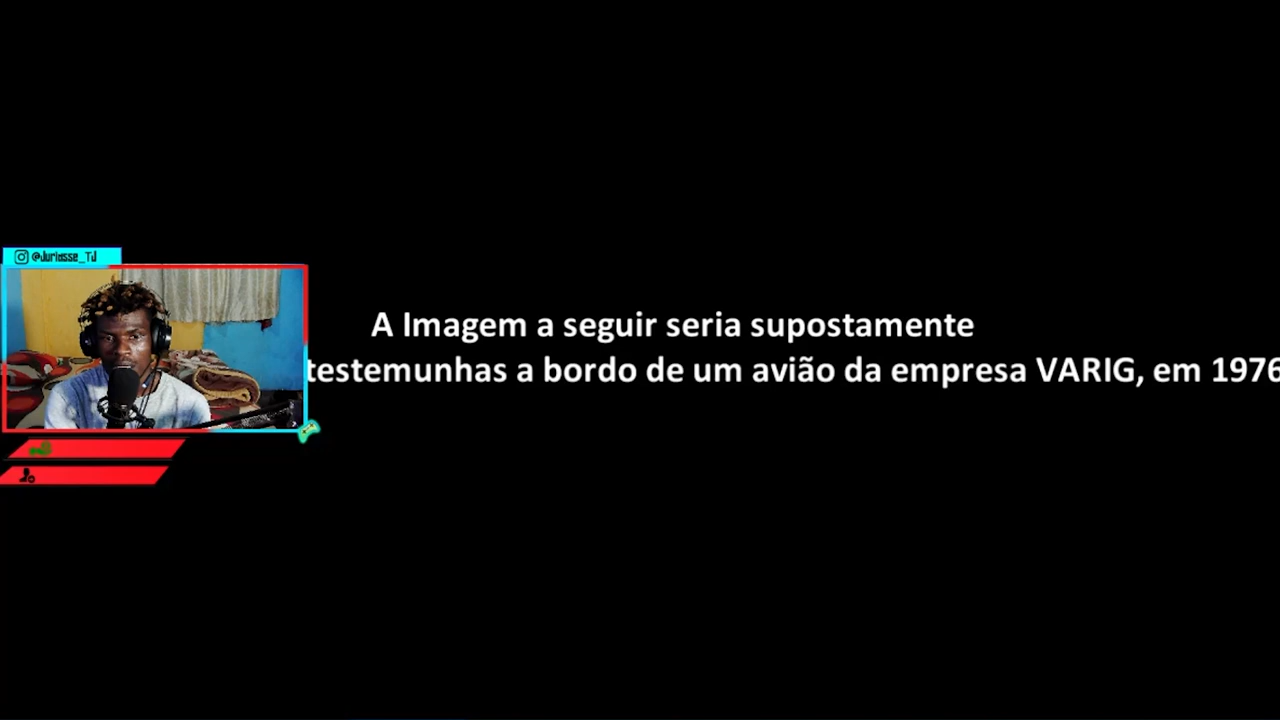 @Juriasse_TJ
A Imagem a seguir seria supostamente
testemunhas a bordo de um avião da empresa VARIG, em 1976